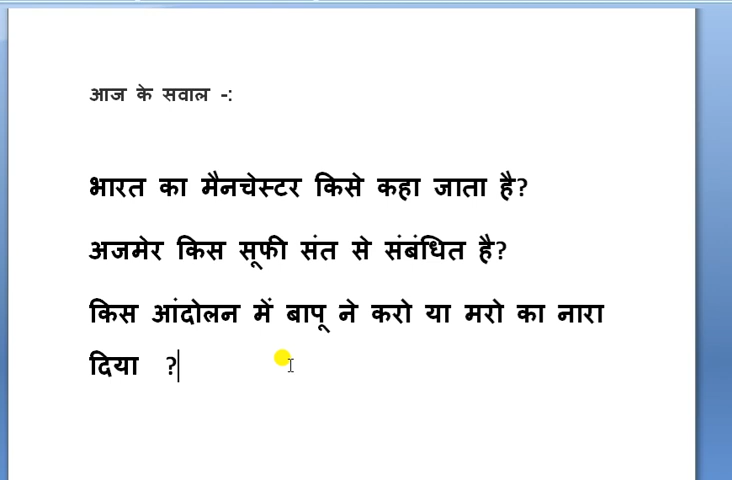 आज के सवाल -:
भारत का मैनचेस्टर किसे कहा जाता है?
अजमेर किस सूफी संत से संबंधित है?
किस आंदोलन में बापू ने करो या मरो का नारा
दिया ?